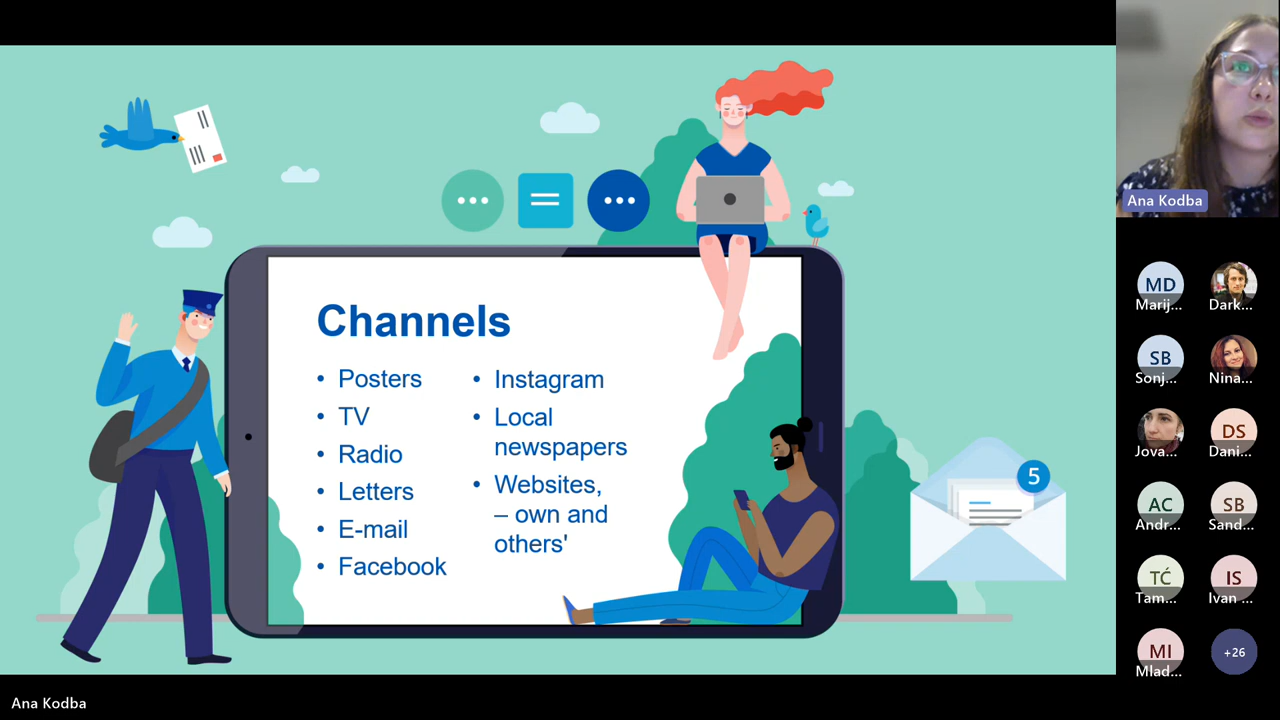 Channels
• Posters
• TV
• Radio
• Letters
• E-mail
• Facebook
• Instagram
• Local
newspapers
• Websites,
– own and
others'
5
Ana Kodba
MD
Marij...
Dark...
SB
Sonj...
Nina...
Jova...
DS
Dani...
AC
Andr...
SB
Sand...
TĆ
Tam...
IS
Ivan ...
MI
Mlad...
+26
Ana Kodba